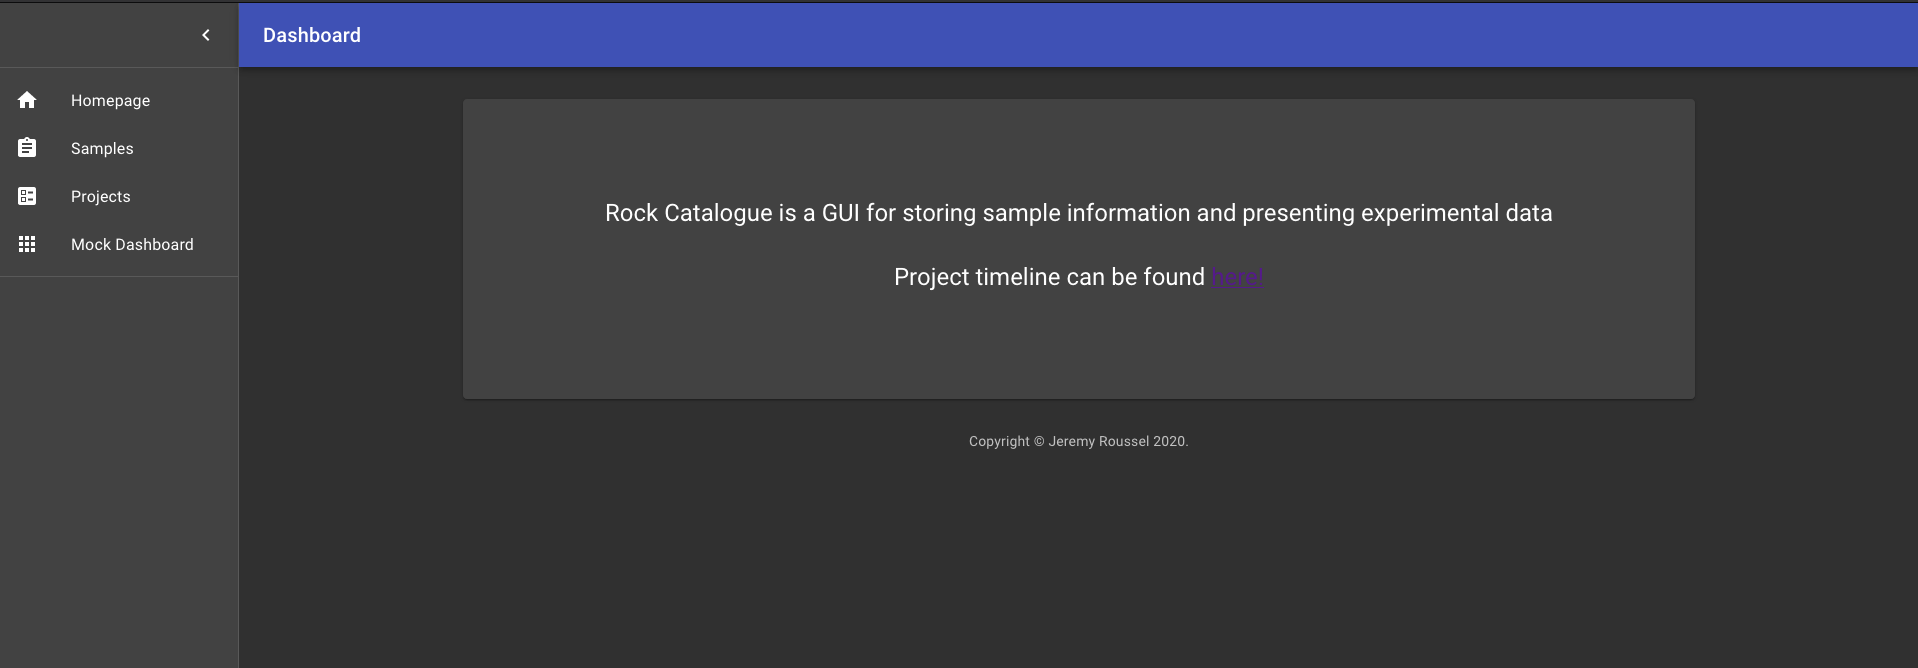 Dashboard
Homepage
Samples
Projects
Mock Dashboard
Rock Catalogue is a GUI for storing sample information and presenting experimental data
Project timeline can be found here!
Copyright © Jeremy Roussel 2020.